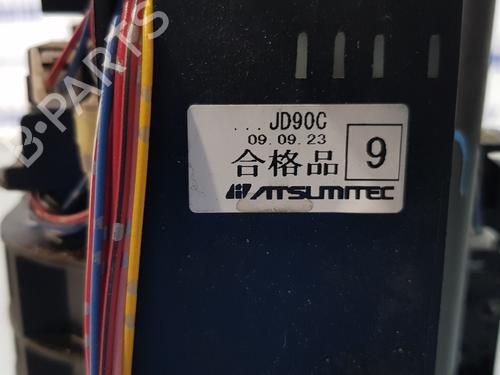 ... JD90C
09.09.23
合格品 9
ATSUMITEC
B-PARTS